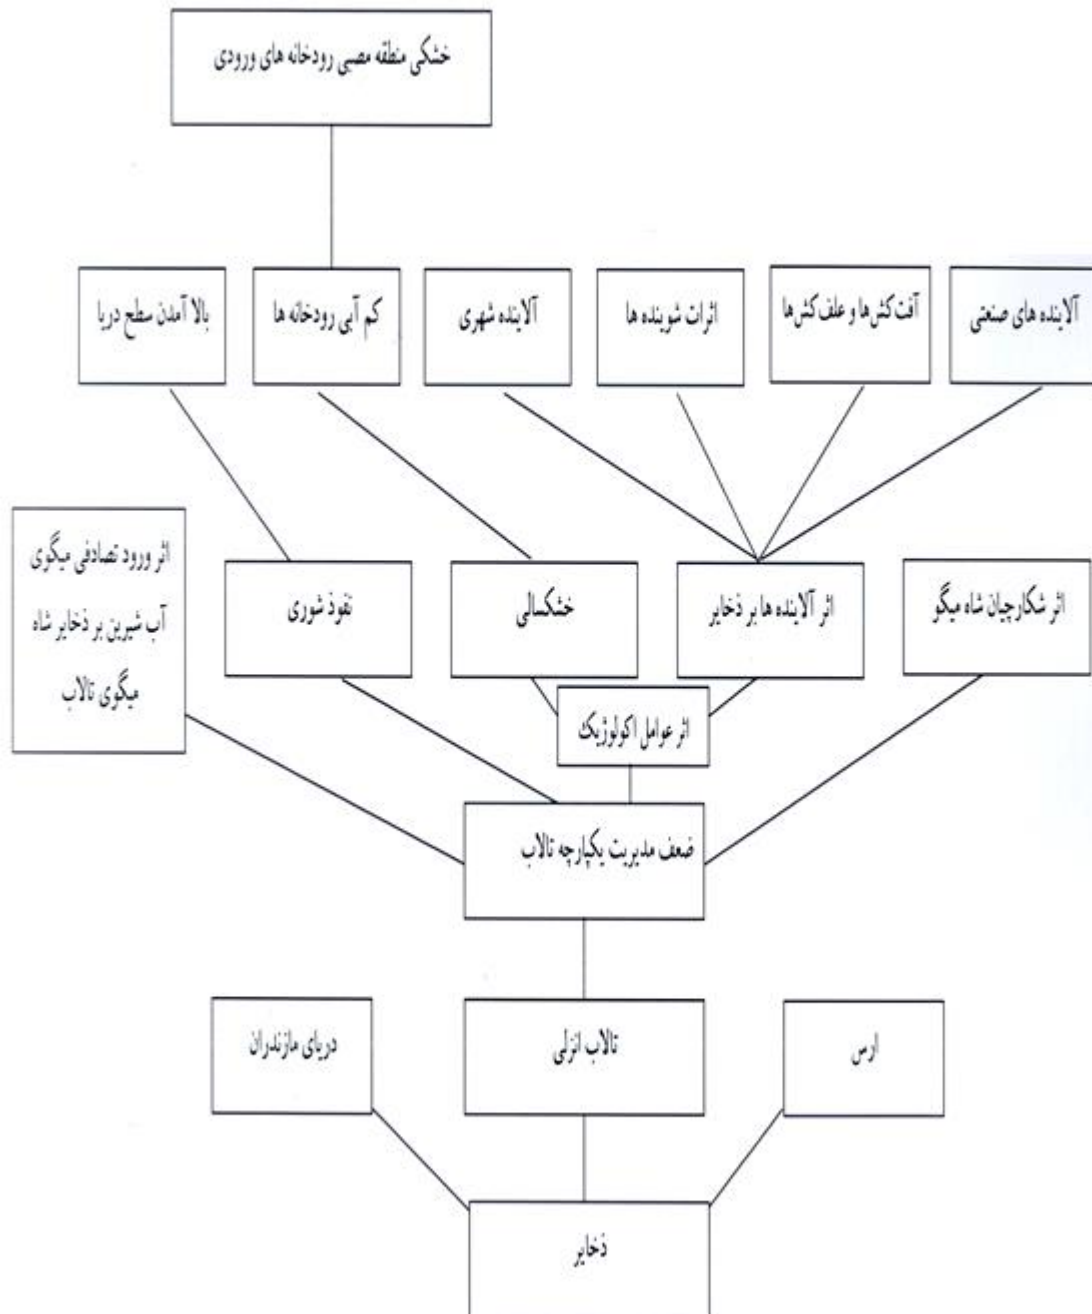 خشکی منطقه مصبی رودخانه های ورودی
آلاینده های صنعتی
آفت‌کش‌ها و علف‌کش‌ها
اثرات شوینده ها
آلاینده شهری
کم آبی رودخانه ها
بالا آمدن سطح دریا
اثر شکارچیان شاه میگو
اثر آلاینده ها بر ذخایر
خشکسالی
نفوذ شوری
اثر ورود تصادفی میگوی
آب شیرین بر ذخایر شاه
میگوی تالاب
اثر عوامل اکولوژیک
ضعف مدیریت یکپارچه تالاب
ارس
تالاب انزلی
دریای مازندران
ذخایر